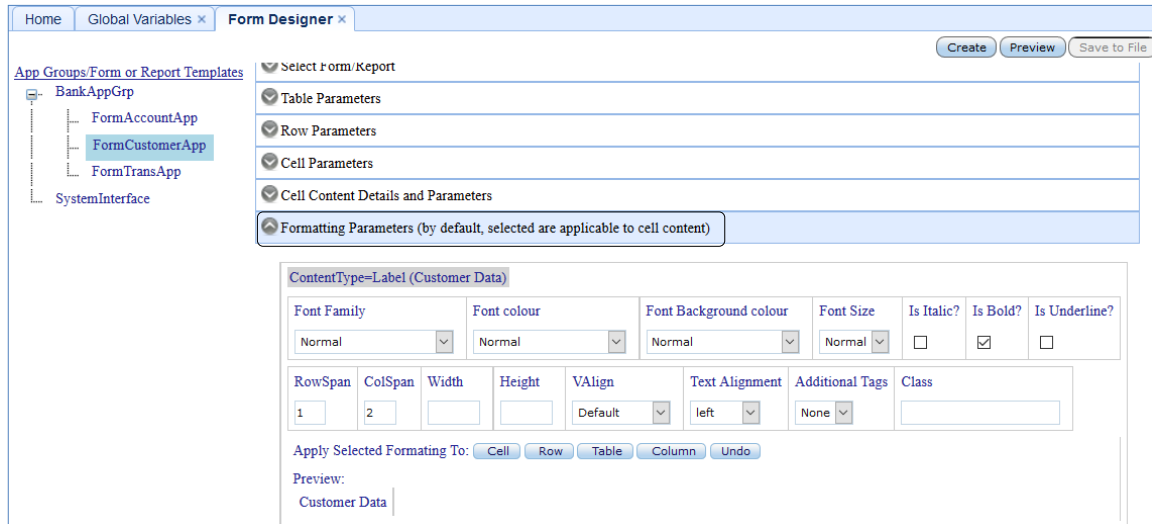 Home Global Variables × Form Designer ×
Create Preview Save to File
App Groups/Form or Report Templates
BankAppGrp
FormAccountApp
FormCustomerApp
FormTransApp
SystemInterface
Select Form/Report
Table Parameters
Row Parameters
Cell Parameters
Cell Content Details and Parameters
Formatting Parameters (by default, selected are applicable to cell content)
ContentType=Label (Customer Data)
Font Family Font colour Font Background colour Font Size Is Italic? Is Bold? Is Underline?
Normal Normal Normal Normal
RowSpan ColSpan Width Height VAlign Text Alignment Additional Tags Class
1 2 Default left None
Apply Selected Formating To: Cell Row Table Column Undo
Preview:
Customer Data